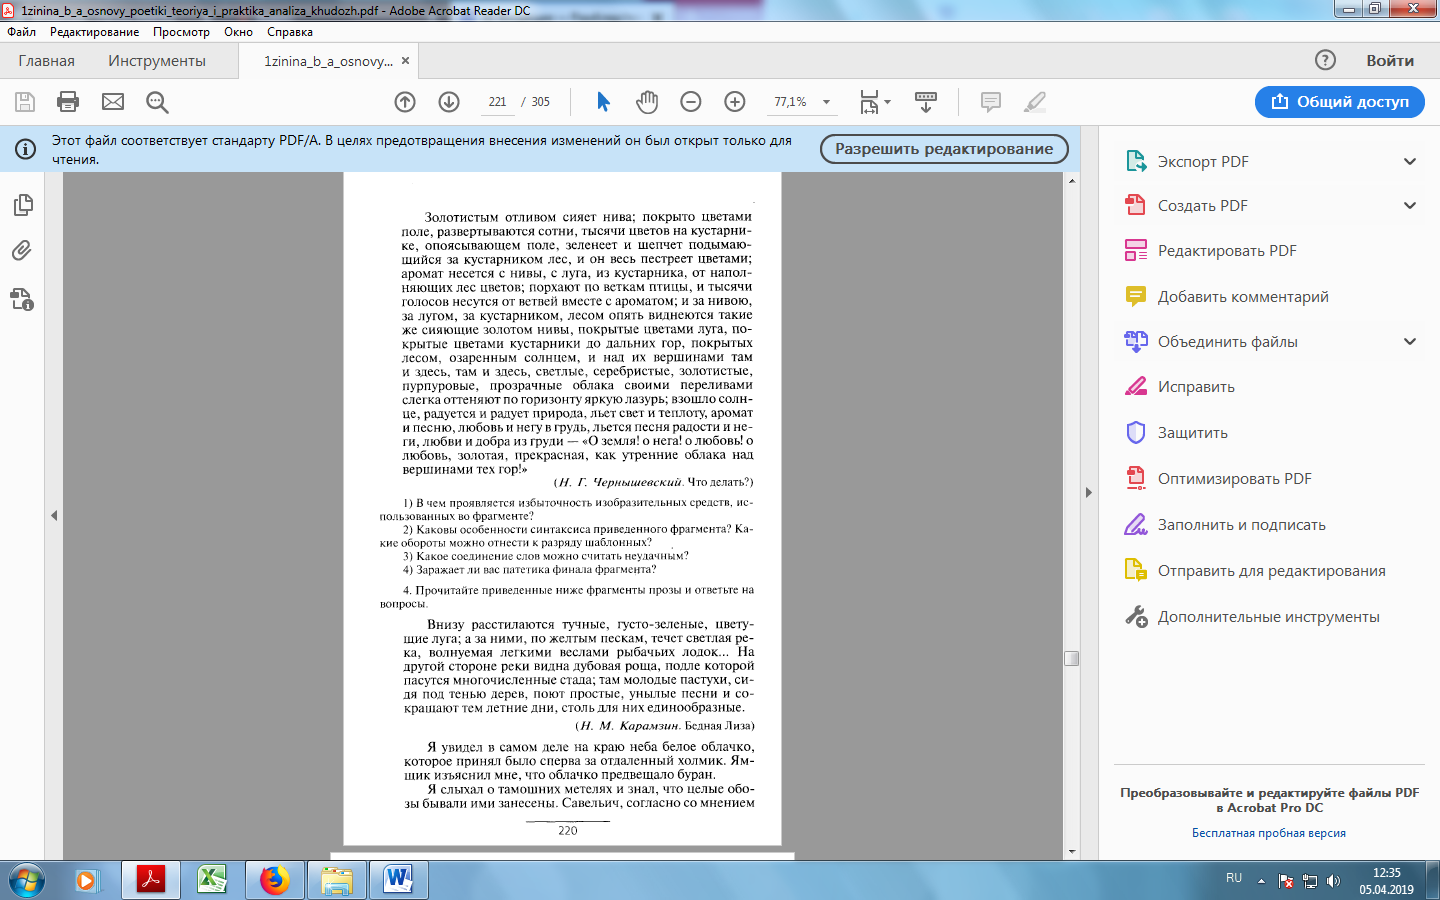 1zinina_b_a_osnovy_poetiki_teoriya_i_praktika_analiza_khudozh.pdf - Adobe Acrobat Reader DC
Файл Редактирование Просмотр Окно Справка
Главная Инструменты 1zinina_b_a_osnovy... × Войти
221 / 305 77,1% Общий доступ
Этот файл соответствует стандарту PDF/A. В целях предотвращения внесения изменений он был открыт только для
чтения.
Разрешить редактирование
Золотистым отливом сияет нива; покрыто цветами
поле, развертываются сотни, тысячи цветов на кустарни-
ке, опоясывающем поле, зеленеет и шепчет подымаю-
щийся за кустарником лес, и он весь пестреет цветами;
аромат несется с нивы, с луга, из кустарника, от напол-
няющих лес цветов; порхают по веткам птицы, и тысячи
голосов несутся от ветвей вместе с ароматом; и за нивою,
за лугом, за кустарником, лесом опять виднеются такие
же сияющие золотом нивы, покрытые цветами луга, по-
крытые цветами кустарники до дальних гор, покрытых
лесом, озаренным солнцем, и над их вершинами там
и здесь, там и здесь, светлые, серебристые, золотистые,
пурпуровые, прозрачные облака своими переливами
слегка оттеняют по горизонту яркую лазурь; взошло солн-
це, радуется и радует природа, льет свет и теплоту, аромат
и песню, любовь и негу в грудь, льется песня радости и не-
ги, любви и добра из груди — «О земля! о нега! о любовь! о
любовь, золотая, прекрасная, как утренние облака над
вершинами тех гор!»
(Н. Г. Чернышевский. Что делать?)
1) В чем проявляется избыточность изобразительных средств, ис-
пользованных во фрагменте?
2) Каковы особенности синтаксиса приведенного фрагмента? Ка-
кие обороты можно отнести к разряду шаблонных?
3) Какое соединение слов можно считать неудачным?
4) Заражает ли вас патетика финала фрагмента?
4. Прочитайте приведенные ниже фрагменты прозы и ответьте на
вопросы.
Внизу расстилаются тучные, густо-зеленые, цвету-
щие луга; а за ними, по желтым пескам, течет светлая ре-
ка, волнуемая легкими веслами рыбачьих лодок... На
другой стороне реки видна дубовая роща, подле которой
пасутся многочисленные стада; там молодые пастухи, си-
дя под тенью дерев, поют простые, унылые песни и со-
кращают тем летние дни, столь для них единообразные.
(Н. М. Карамзин. Бедная Лиза)
Я увидел в самом деле на краю неба белое облачко,
которое принял было сперва за отдаленный холмик. Ям-
щик изъяснил мне, что облачко предвещало буран.
Я слыхал о тамошних метелях и знал, что целые обо-
зы бывали ими занесены. Савельич, согласно со мнением
220
Экспорт PDF
Создать PDF
Редактировать PDF
Добавить комментарий
Объединить файлы
Исправить
Защитить
Оптимизировать PDF
Заполнить и подписать
Отправить для редактирования
Дополнительные инструменты
Преобразовывайте и редактируйте файлы PDF
в Acrobat Pro DC
Бесплатная пробная версия
RU
12:35
05.04.2019